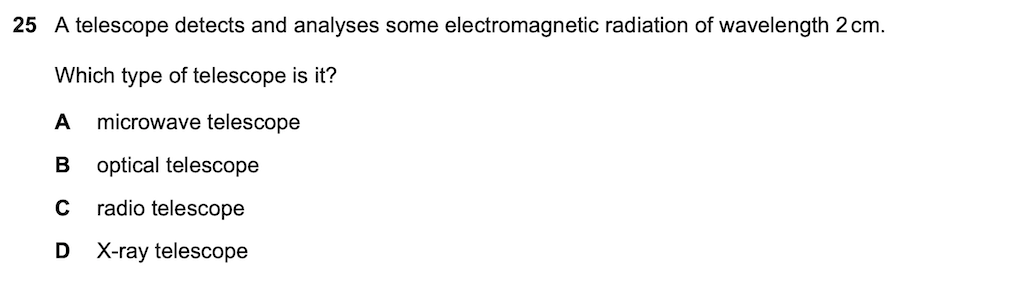 25 A telescope detects and analyses some electromagnetic radiation of wavelength 2 cm.
Which type of telescope is it?
A microwave telescope
B optical telescope
C radio telescope
D X-ray telescope